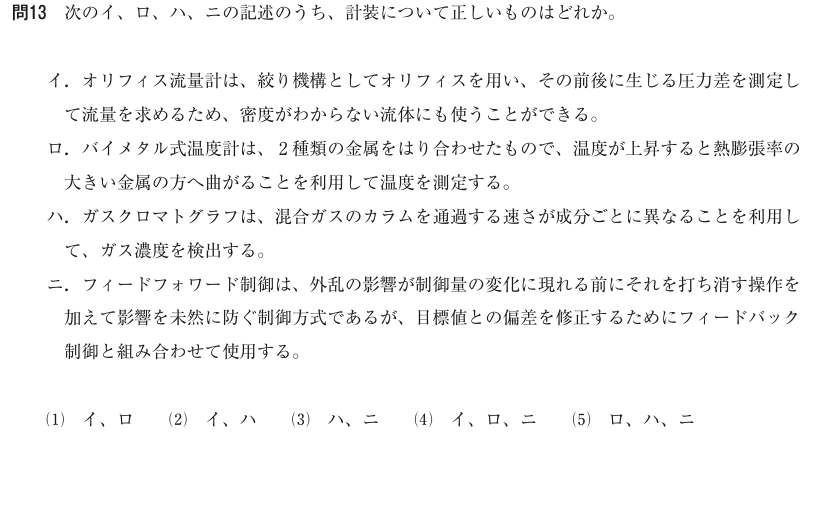 問13　次のイ、ロ、ハ、ニの記述のうち、計装について正しいものはどれか。
イ．オリフィス流量計は、絞り機構としてオリフィスを用い、その前後に生じる圧力差を測定し
て流量を求めるため、密度がわからない流体にも使うことができる。
ロ．バイメタル式温度計は、２種類の金属をはり合わせたもので、温度が上昇すると熱膨張率の
大きい金属の方へ曲がることを利用して温度を測定する。
ハ．ガスクロマトグラフは、混合ガスのカラムを通過する速さが成分ごとに異なることを利用し
て、ガス濃度を検出する。
ニ．フィードフォワード制御は、外乱の影響が制御量の変化に現れる前にそれを打ち消す操作を
加えて影響を未然に防ぐ制御方式であるが、目標値との偏差を修正するためにフィードバック
制御と組み合わせて使用する。
⑴　イ、ロ　⑵　イ、ハ　⑶　ハ、ニ　⑷　イ、ロ、ニ　⑸　ロ、ハ、ニ